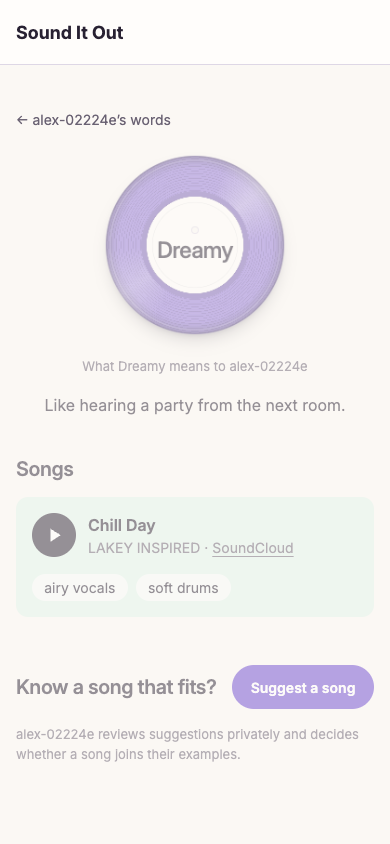 Sound It Out
← alex-02224e's words
Dreamy
What Dreamy means to alex-02224e
Like hearing a party from the next room.
Songs
Chill Day
LAKEY INSPIRED · SoundCloud
airy vocals
soft drums
Know a song that fits?
Suggest a song
alex-02224e reviews suggestions privately and decides
whether a song joins their examples.